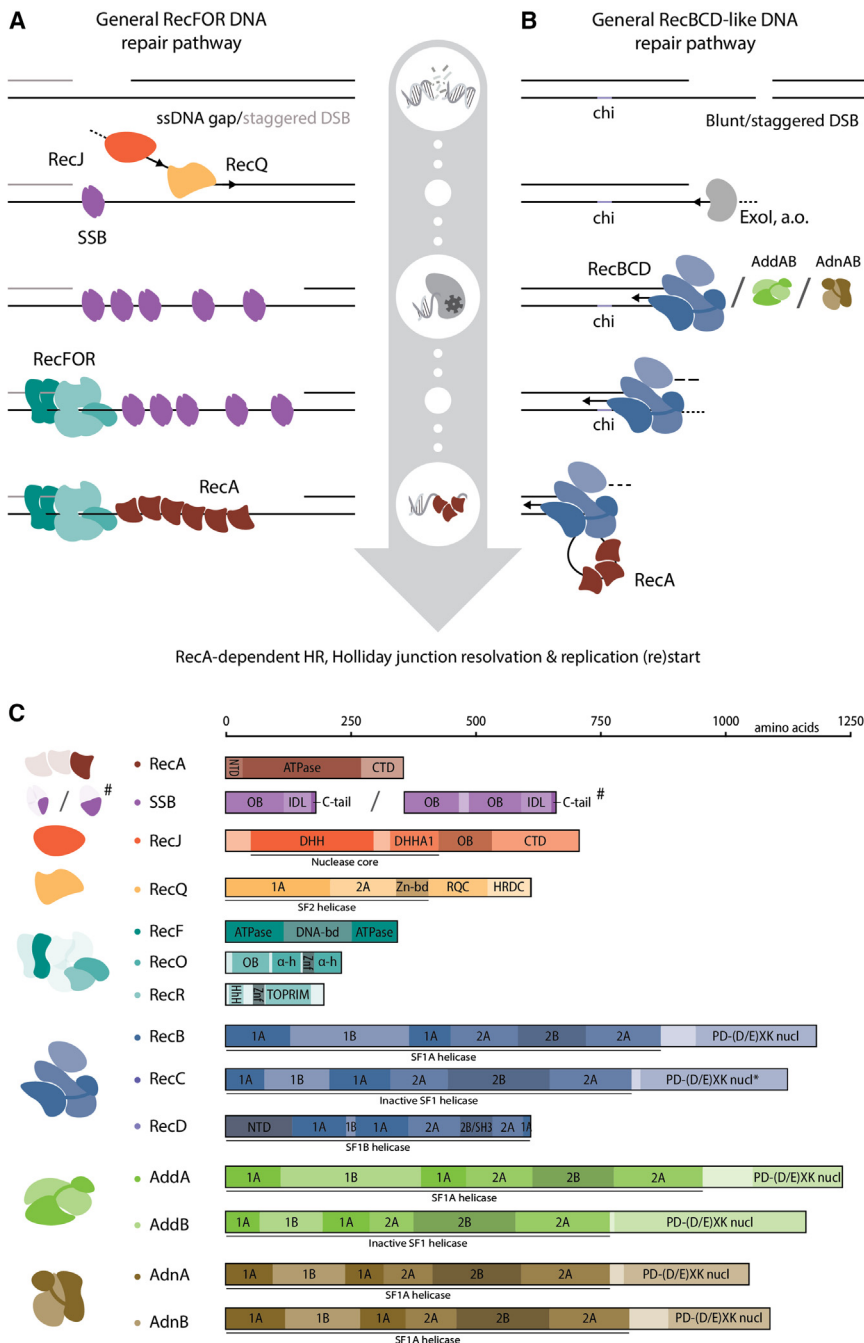 A
General RecFOR DNA
repair pathway
ssDNA gap/staggered DSB
RecJ
RecQ
SSB
RecFOR
RecA
B
General RecBCD-like DNA
repair pathway
chi
Blunt/staggered DSB
chi
ExoI, a.o.
RecBCD
AddAB
/
AdnAB
/
chi
chi
RecA
RecA-dependent HR, Holliday junction resolvation & replication (re)start
C
0 250 500 750 1000 1250
amino acids
RecA
NTD ATPase CTD
/ #
SSB
OB IDL C-tail / OB OB IDL C-tail #
RecJ
DHH DHHA1 OB CTD
Nuclease core
RecQ
1A 2A Zn-bd RQC HRDC
SF2 helicase
RecF
ATPase DNA-bd ATPase
RecO
OB α-h Znf α-h
RecR
HhH Znf TOPRIM
RecB
1A 1B 1A 2A 2B 2A PD-(D/E)XK nucl
SF1A helicase
RecC
1A 1B 1A 2A 2B 2A PD-(D/E)XK nucl*
Inactive SF1 helicase
RecD
NTD 1A 1B 1A 2A 2B/SH3 2A 1A
SF1B helicase
AddA
1A 1B 1A 2A 2B 2A PD-(D/E)XK nucl
SF1A helicase
AddB
1A 1B 1A 2A 2B 2A PD-(D/E)XK nucl
Inactive SF1 helicase
AdnA
1A 1B 1A 2A 2B 2A PD-(D/E)XK nucl
SF1A helicase
AdnB
1A 1B 1A 2A 2B 2A PD-(D/E)XK nucl
SF1A helicase